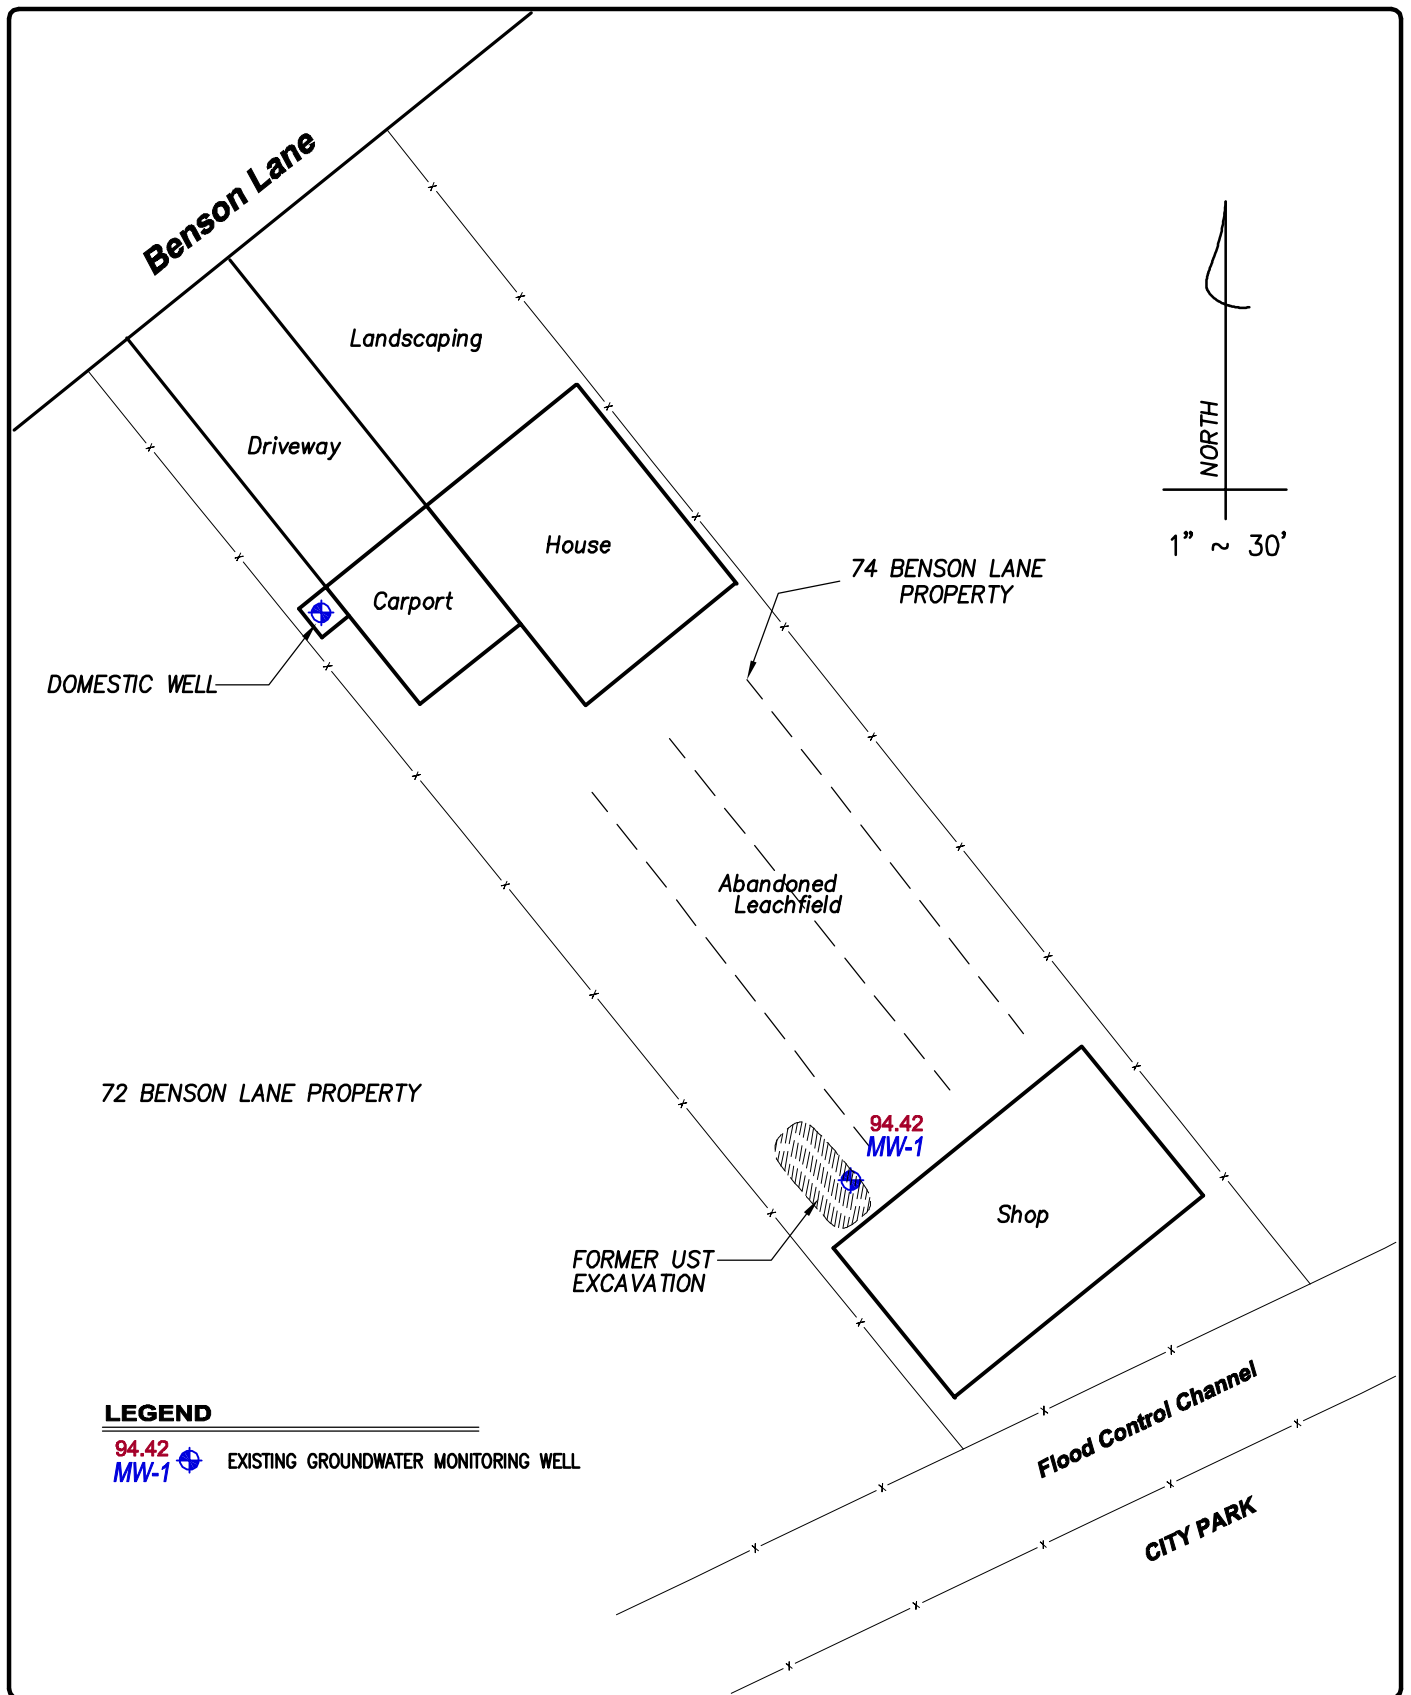 Benson Lane
Landscaping
Driveway
NORTH
1" ~ 30'
House
74 BENSON LANE
PROPERTY
Carport
DOMESTIC WELL
Abandoned
Leachfield
72 BENSON LANE PROPERTY
94.42
MW-1
Shop
FORMER UST
EXCAVATION
Flood Control Channel
CITY PARK
LEGEND
94.42
MW-1
EXISTING GROUNDWATER MONITORING WELL